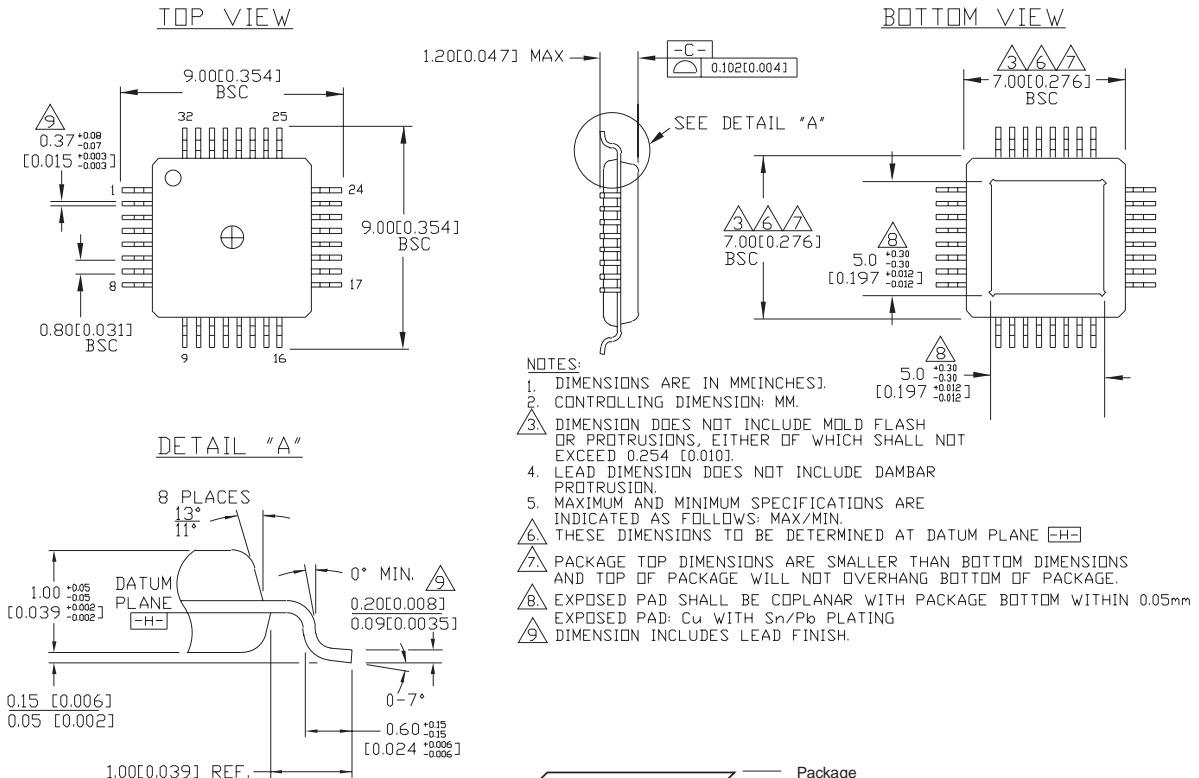 TOP VIEW
9.00[0.354]
BSC
9
0.37 +0.08 -0.07
[0.015 +0.003 -0.003]
32
25
1
24
8
17
9
16
9.00[0.354]
BSC
0.80[0.031]
BSC
1.20[0.047] MAX
-C-
0.102[0.004]
SEE DETAIL "A"
BOTTOM VIEW
3 6 7
7.00[0.276]
BSC
3 6 7
7.00[0.276]
BSC
8
5.0 +0.30 -0.30
[0.197 +0.012 -0.012]
8
5.0 +0.30 -0.30
[0.197 +0.012 -0.012]
NOTES:
1. DIMENSIONS ARE IN MM[INCHES].
2. CONTROLLING DIMENSION: MM.
3. DIMENSION DOES NOT INCLUDE MOLD FLASH
OR PROTRUSIONS, EITHER OF WHICH SHALL NOT
EXCEED 0.254 [0.010].
4. LEAD DIMENSION DOES NOT INCLUDE DAMBAR
PROTRUSION.
5. MAXIMUM AND MINIMUM SPECIFICATIONS ARE
INDICATED AS FOLLOWS: MAX/MIN.
6. THESE DIMENSIONS TO BE DETERMINED AT DATUM PLANE -H-
7. PACKAGE TOP DIMENSIONS ARE SMALLER THAN BOTTOM DIMENSIONS
AND TOP OF PACKAGE WILL NOT OVERHANG BOTTOM OF PACKAGE.
8. EXPOSED PAD SHALL BE COPLANAR WITH PACKAGE BOTTOM WITHIN 0.05mm
EXPOSED PAD: Cu WITH Sn/Pb PLATING
9 DIMENSION INCLUDES LEAD FINISH.
DETAIL "A"
8 PLACES
13°
11°
1.00 +0.05 -0.05
[0.039 +0.002 -0.002]
DATUM
PLANE
-H-
0° MIN.
9
0.20[0.008]
0.09[0.0035]
0-7°
0.15 [0.006]
0.05 [0.002]
0.60 +0.15 -0.15
[0.024 +0.006 -0.006]
1.00[0.039] REF.
Package